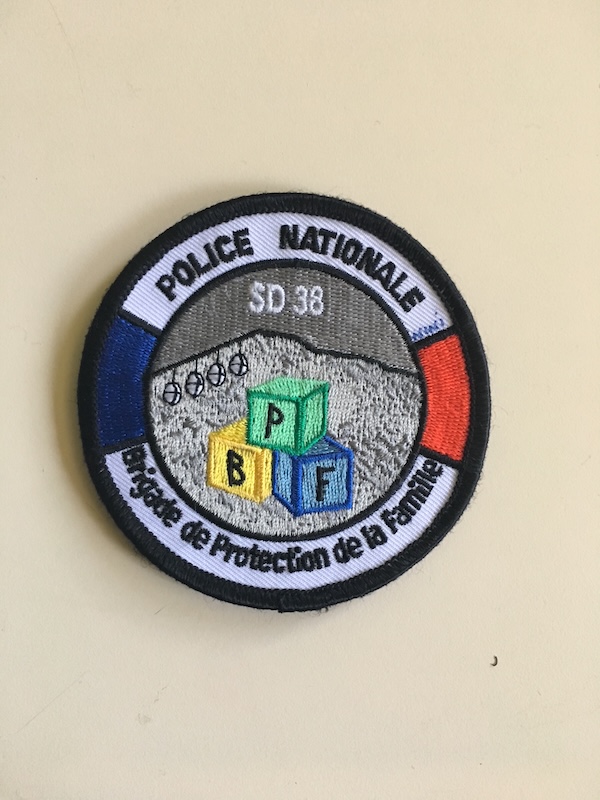 POLICE NATIONALE
SD 38
P
B F
Brigade de Protection de la Famille